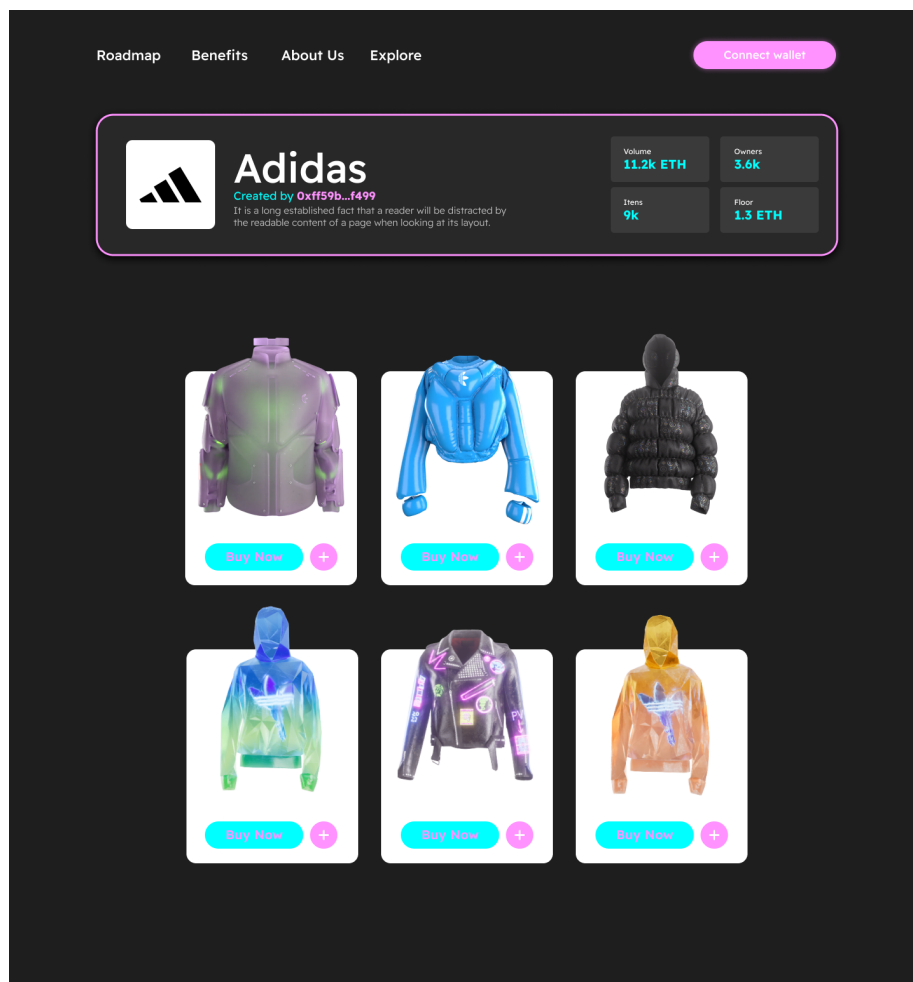 Roadmap Benefits About Us Explore Connect wallet
Adidas
Created by 0xff59b...f499
It is a long established fact that a reader will be distracted by
the readable content of a page when looking at its layout.
Volume
11.2k ETH
Owners
3.6k
Itens
9k
Floor
1.3 ETH
Buy Now +
Buy Now +
Buy Now +
Buy Now +
Buy Now +
Buy Now +